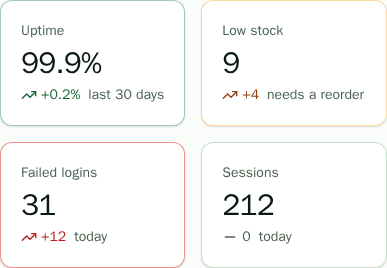 Uptime
99.9%
+0.2% last 30 days
Low stock
9
+4 needs a reorder
Failed logins
31
+12 today
Sessions
212
0 today